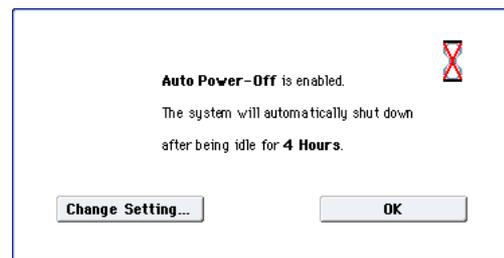 Auto Power-Off is enabled.
The system will automatically shut down
after being idle for 4 Hours.
Change Setting...
OK